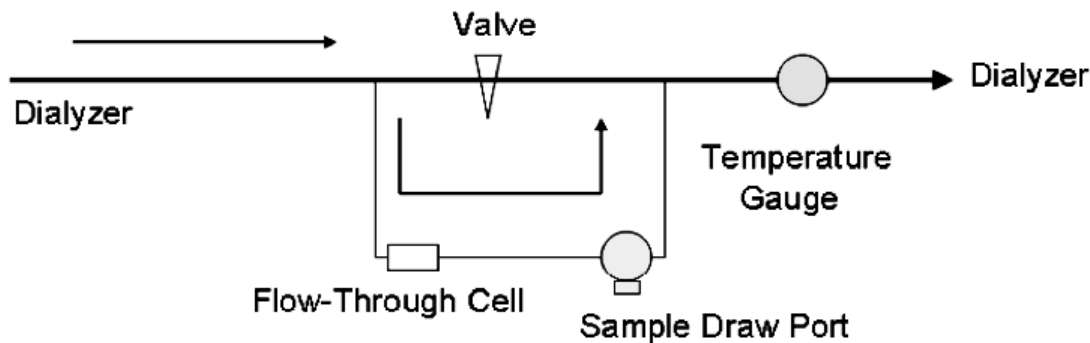 Valve
Dialyzer
Dialyzer
Temperature
Gauge
Flow-Through Cell
Sample Draw Port